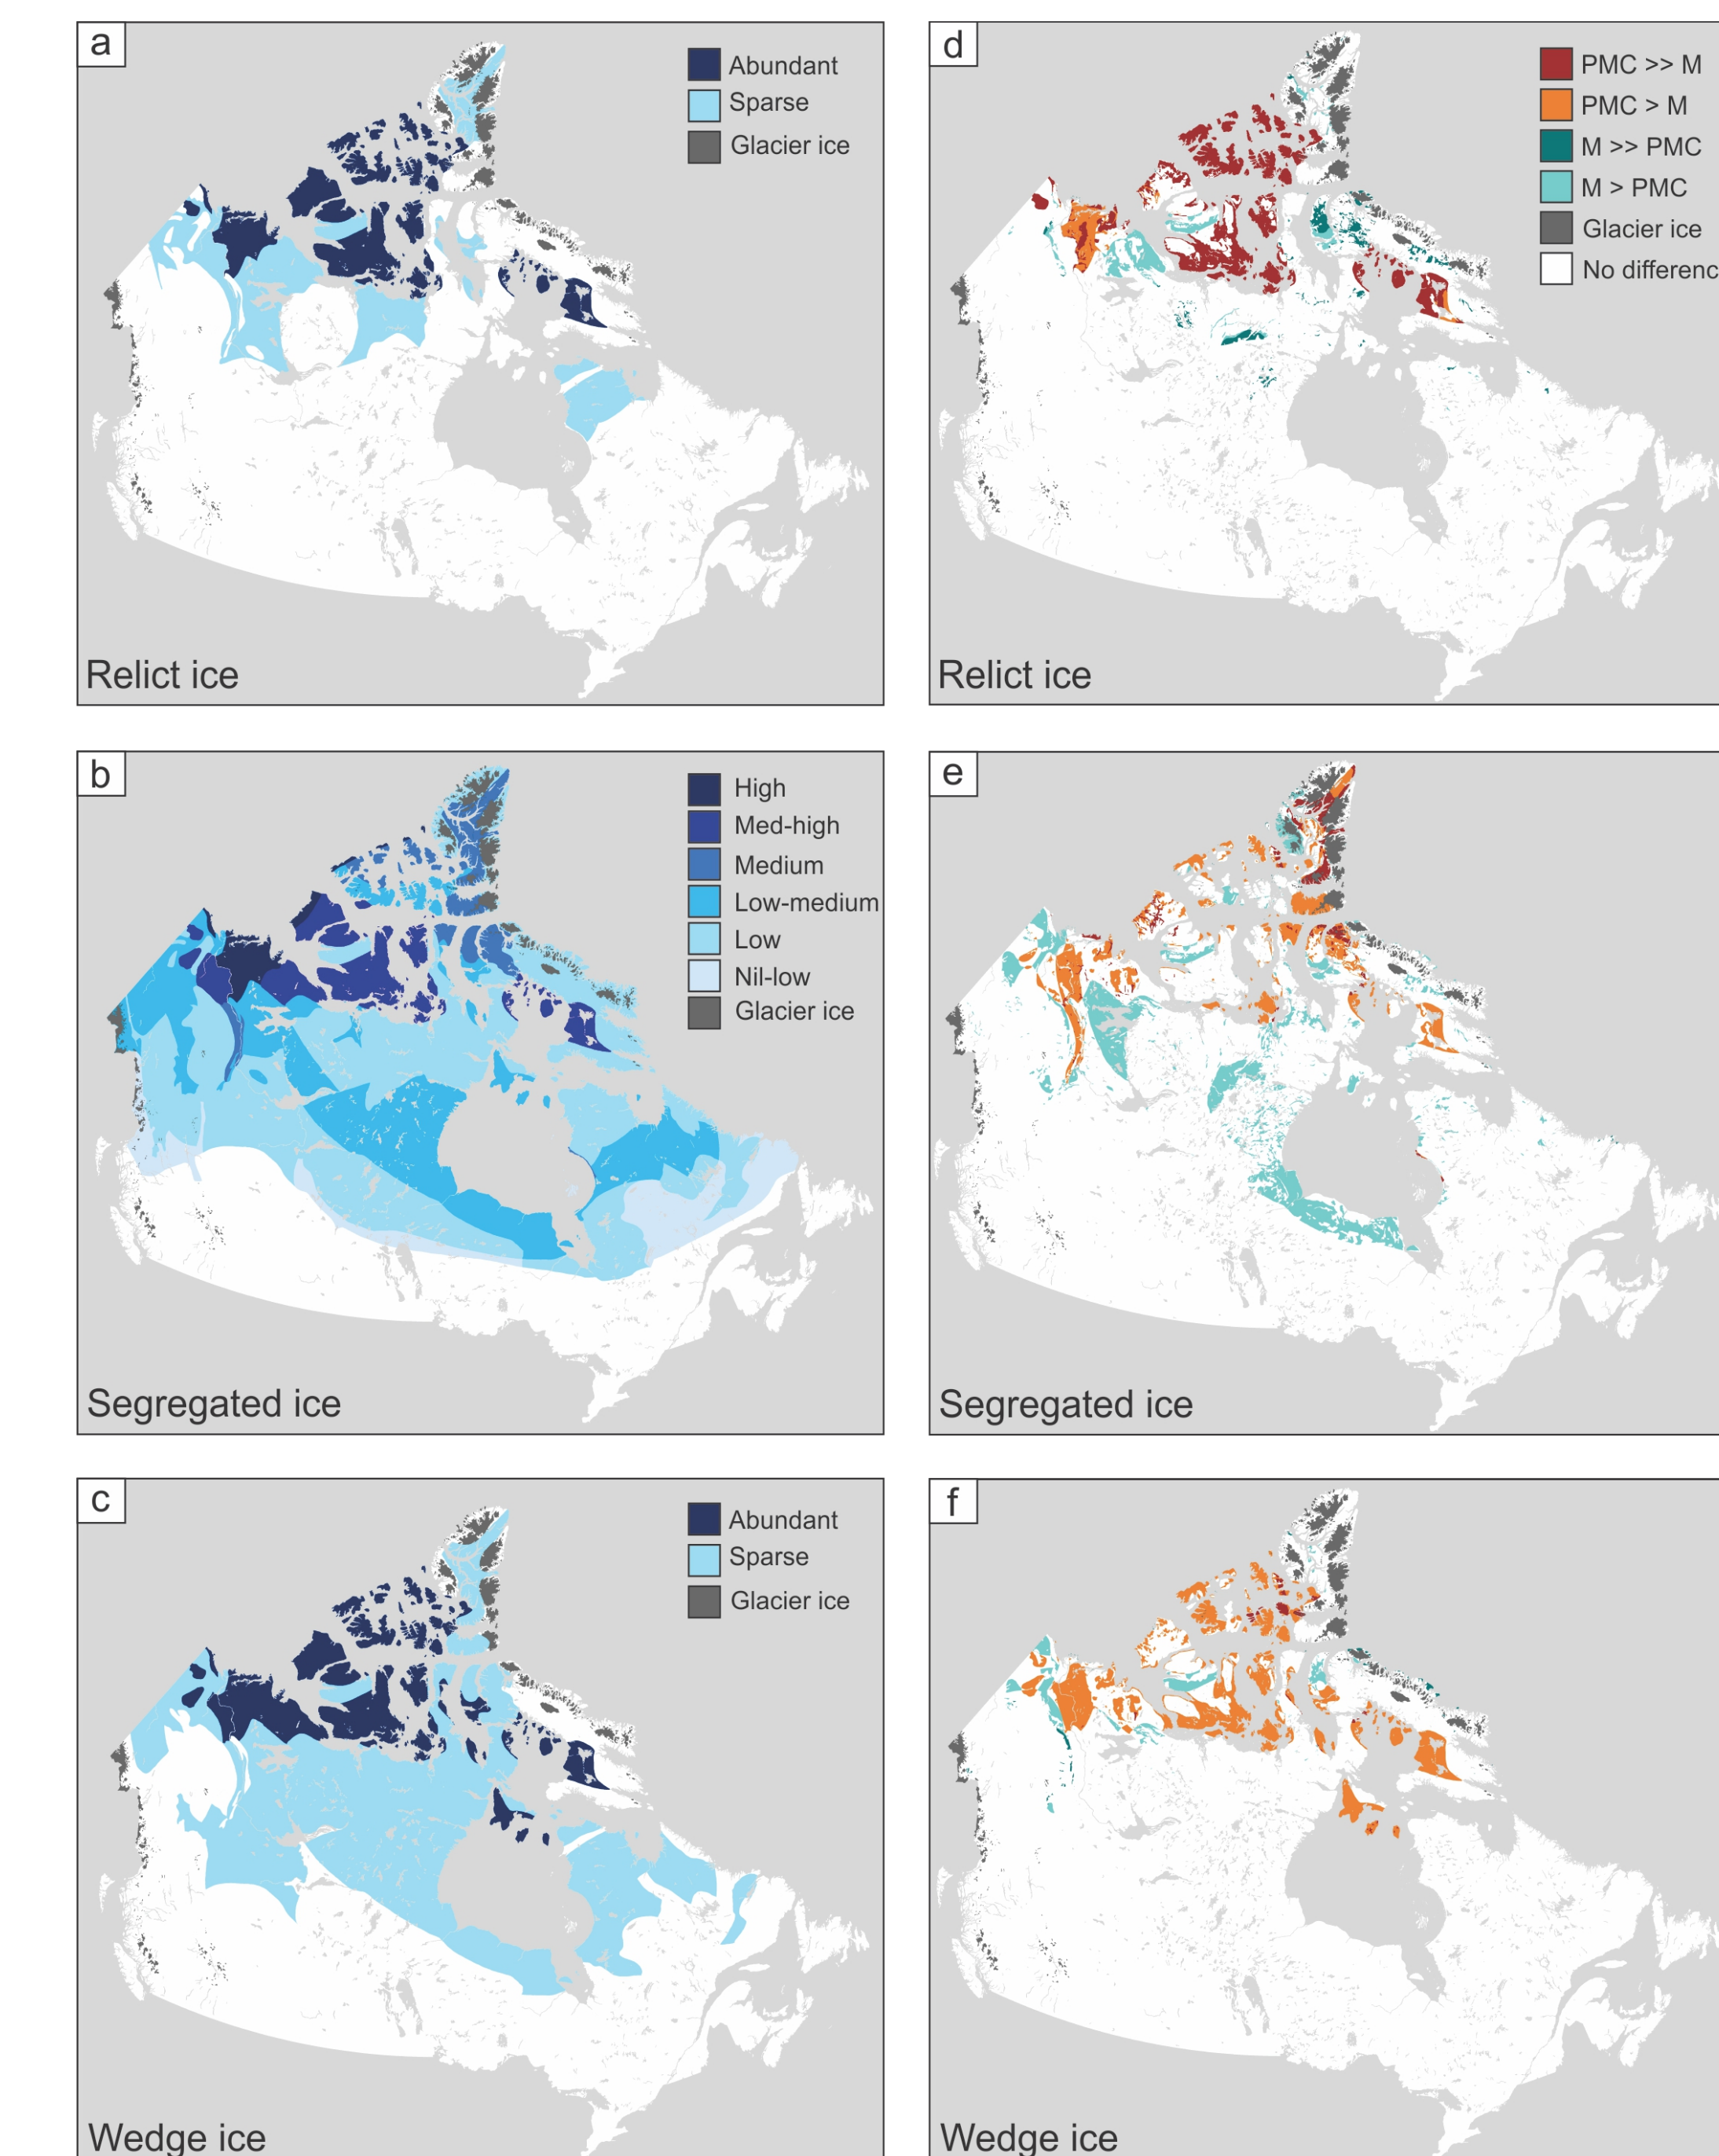 a
Abundant
Sparse
Glacier ice
Relict ice
d
PMC >> M
PMC > M
M >> PMC
M > PMC
Glacier ice
No differenc
Relict ice
b
High
Med-high
Medium
Low-medium
Low
Nil-low
Glacier ice
Segregated ice
e
Segregated ice
c
Abundant
Sparse
Glacier ice
Wedge ice
f
Wedge ice